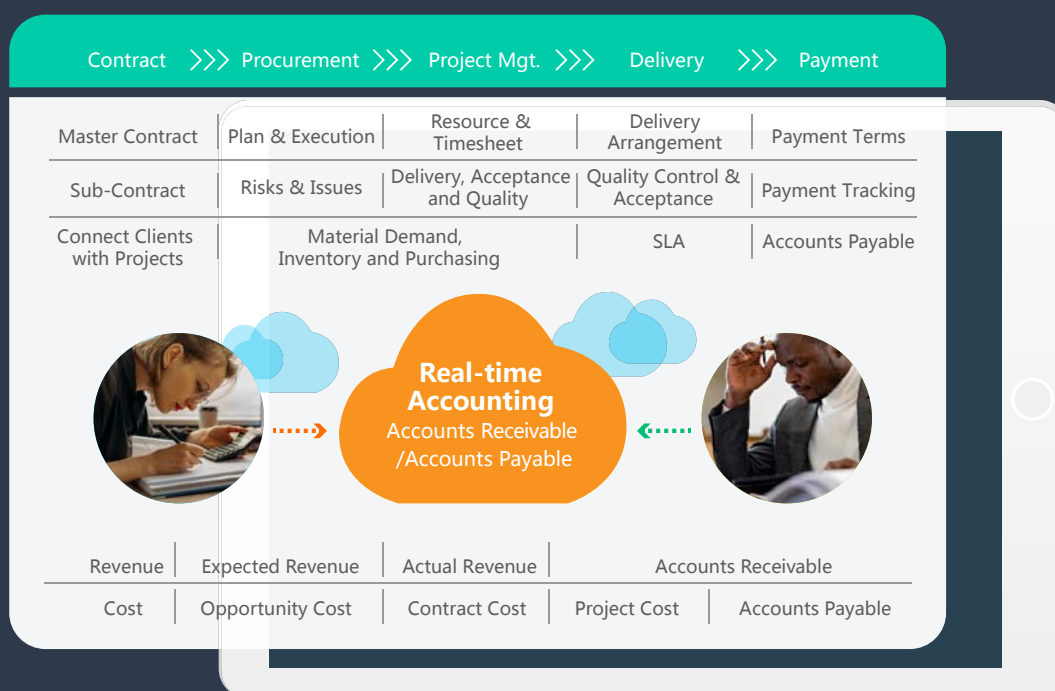 Contract >>> Procurement >>> Project Mgt. >>> Delivery >>> Payment
Master Contract
Plan & Execution
Resource &
Timesheet
Delivery
Arrangement
Payment Terms
Sub-Contract
Risks & Issues
Delivery, Acceptance
and Quality
Quality Control &
Acceptance
Payment Tracking
Connect Clients
with Projects
Material Demand,
Inventory and Purchasing
SLA
Accounts Payable
Real-time
Accounting
Accounts Receivable
/Accounts Payable
Revenue
Expected Revenue
Actual Revenue
Accounts Receivable
Cost
Opportunity Cost
Contract Cost
Project Cost
Accounts Payable